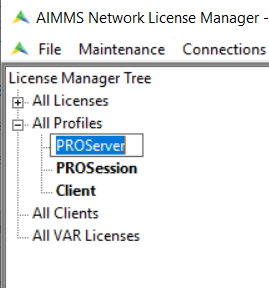 AIMMS Network License Manager -
File Maintenance Connections
License Manager Tree
All Licenses
All Profiles
PROServer
PROSession
Client
All Clients
All VAR Licenses